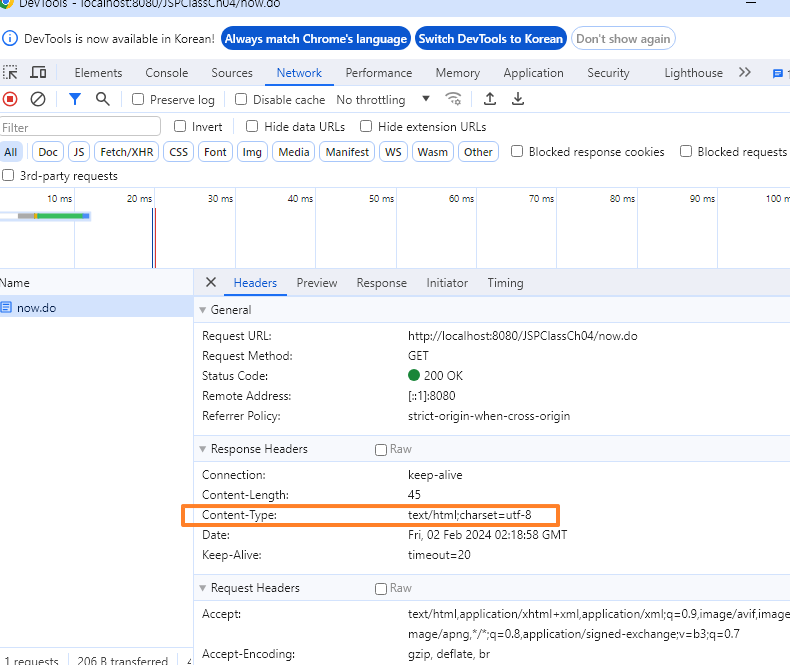 DevTools - localhost:8080/JSPClassCh04/now.do
DevTools is now available in Korean! Always match Chrome's language Switch DevTools to Korean Don't show again
Elements Console Sources Network Performance Memory Application Security Lighthouse
Preserve log Disable cache No throttling
Filter Invert Hide data URLs Hide extension URLs
All Doc JS Fetch/XHR CSS Font Img Media Manifest WS Wasm Other Blocked response cookies Blocked requests
3rd-party requests
10 ms 20 ms 30 ms 40 ms 50 ms 60 ms 70 ms 80 ms 90 ms 100 m
Name Headers Preview Response Initiator Timing
now.do
General
Request URL: http://localhost:8080/JSPClassCh04/now.do
Request Method: GET
Status Code: 200 OK
Remote Address: [::1]:8080
Referrer Policy: strict-origin-when-cross-origin
Response Headers Raw
Connection: keep-alive
Content-Length: 45
Content-Type: text/html;charset=utf-8
Date: Fri, 02 Feb 2024 02:18:58 GMT
Keep-Alive: timeout=20
Request Headers Raw
Accept: text/html,application/xhtml+xml,application/xml;q=0.9,image/avif,image
mage/apng,*/*;q=0.8,application/signed-exchange;v=b3;q=0.7
Accept-Encoding: gzip, deflate, br
1 requests 206 B transferred